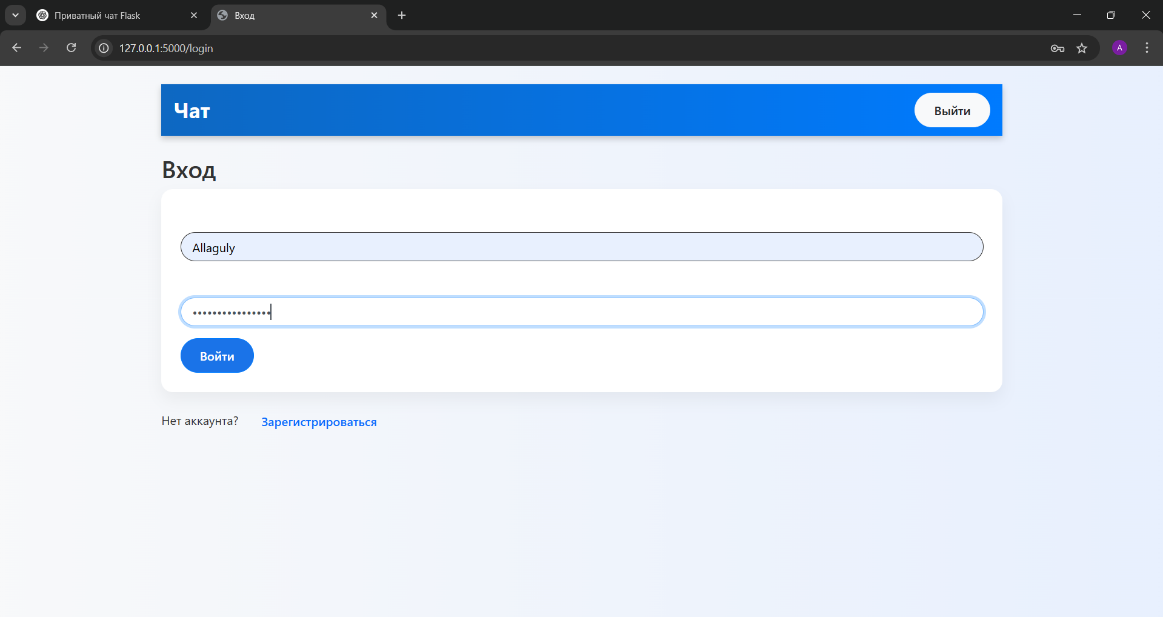 Приватный чат Flask
Вход
127.0.0.1:5000/login
A
Чат
Выйти
Вход
Allaguly
••••••••••••••••
Войти
Нет аккаунта? Зарегистрироваться